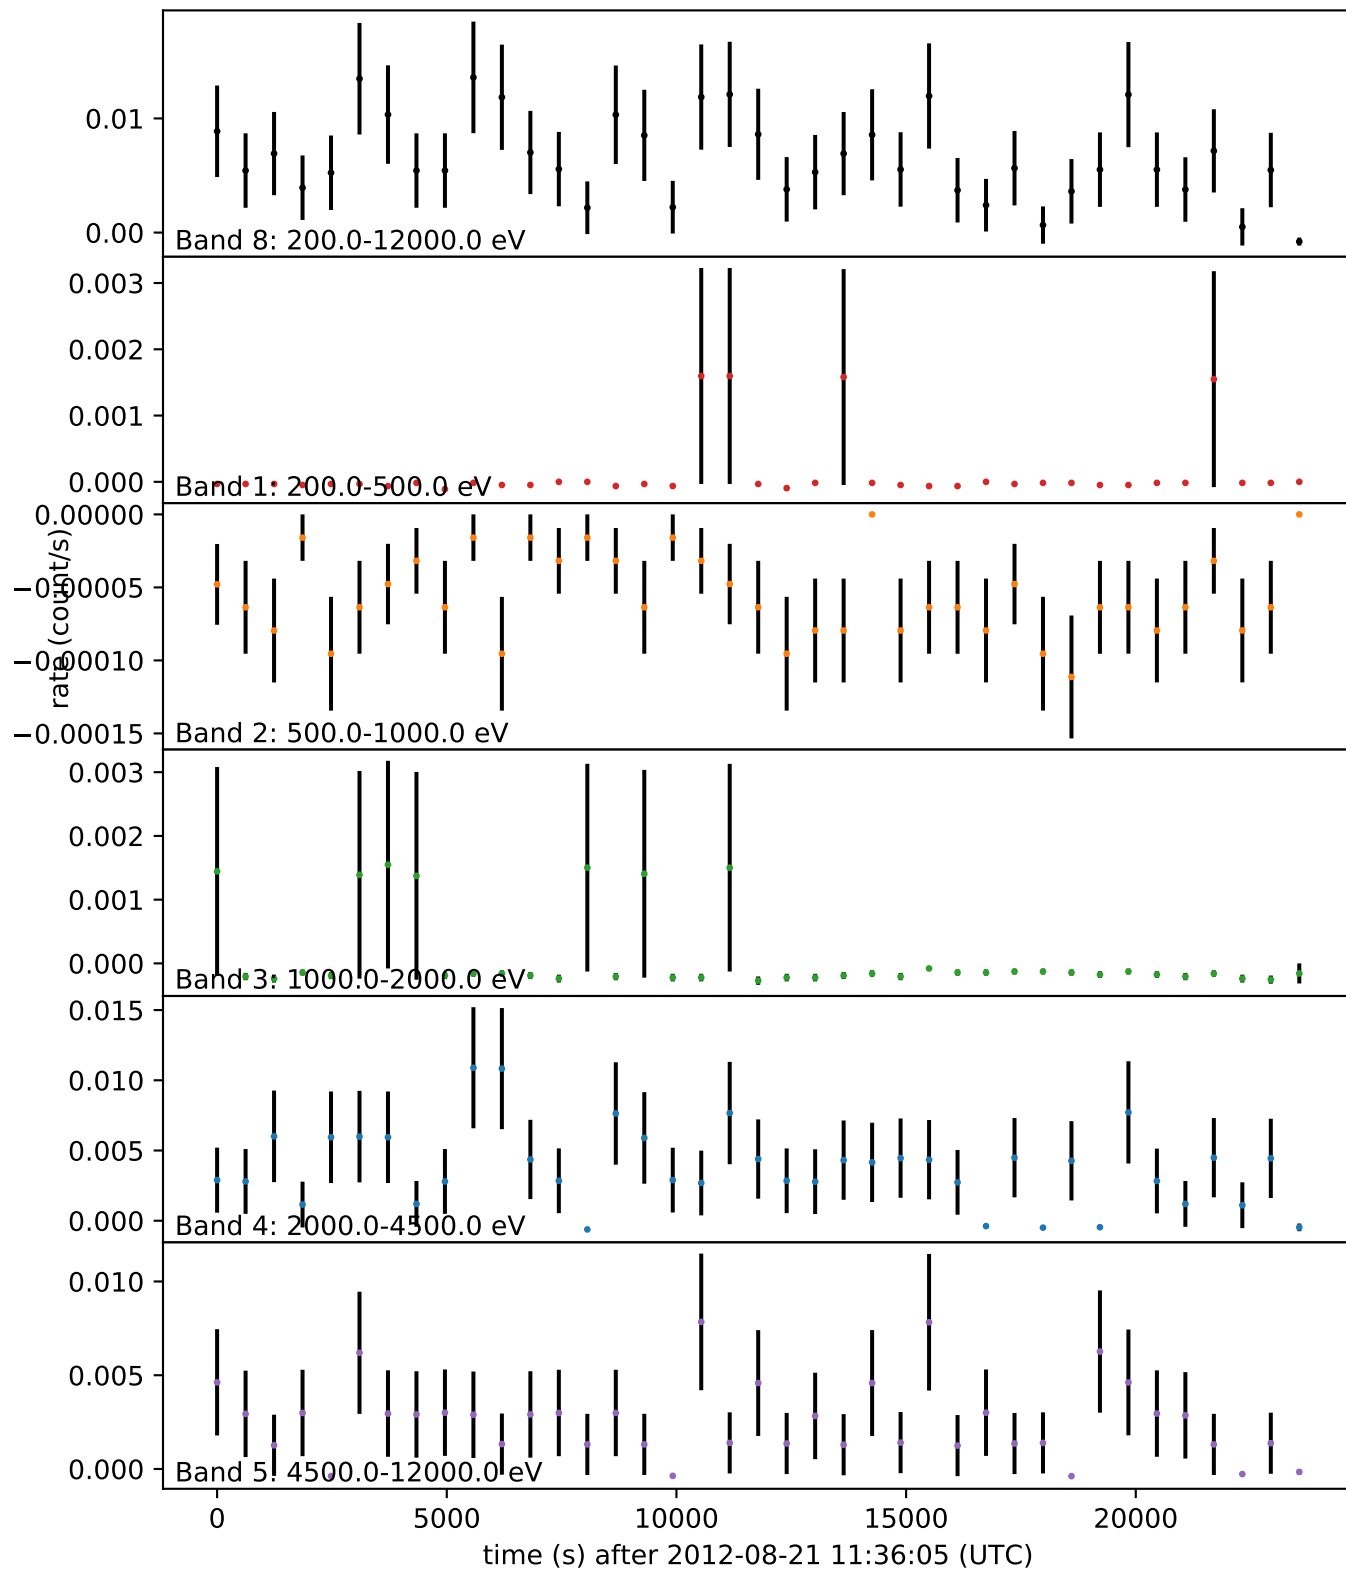 0.01
0.00
Band 8: 200.0-12000.0 eV
0.003
0.002
0.001
0.000
Band 1: 200.0-500.0 eV
0.00000
−0.00005
−0.00010
−0.00015
rate (count/s)
Band 2: 500.0-1000.0 eV
0.003
0.002
0.001
0.000
Band 3: 1000.0-2000.0 eV
0.015
0.010
0.005
0.000
Band 4: 2000.0-4500.0 eV
0.010
0.005
0.000
Band 5: 4500.0-12000.0 eV
0 5000 10000 15000 20000
time (s) after 2012-08-21 11:36:05 (UTC)